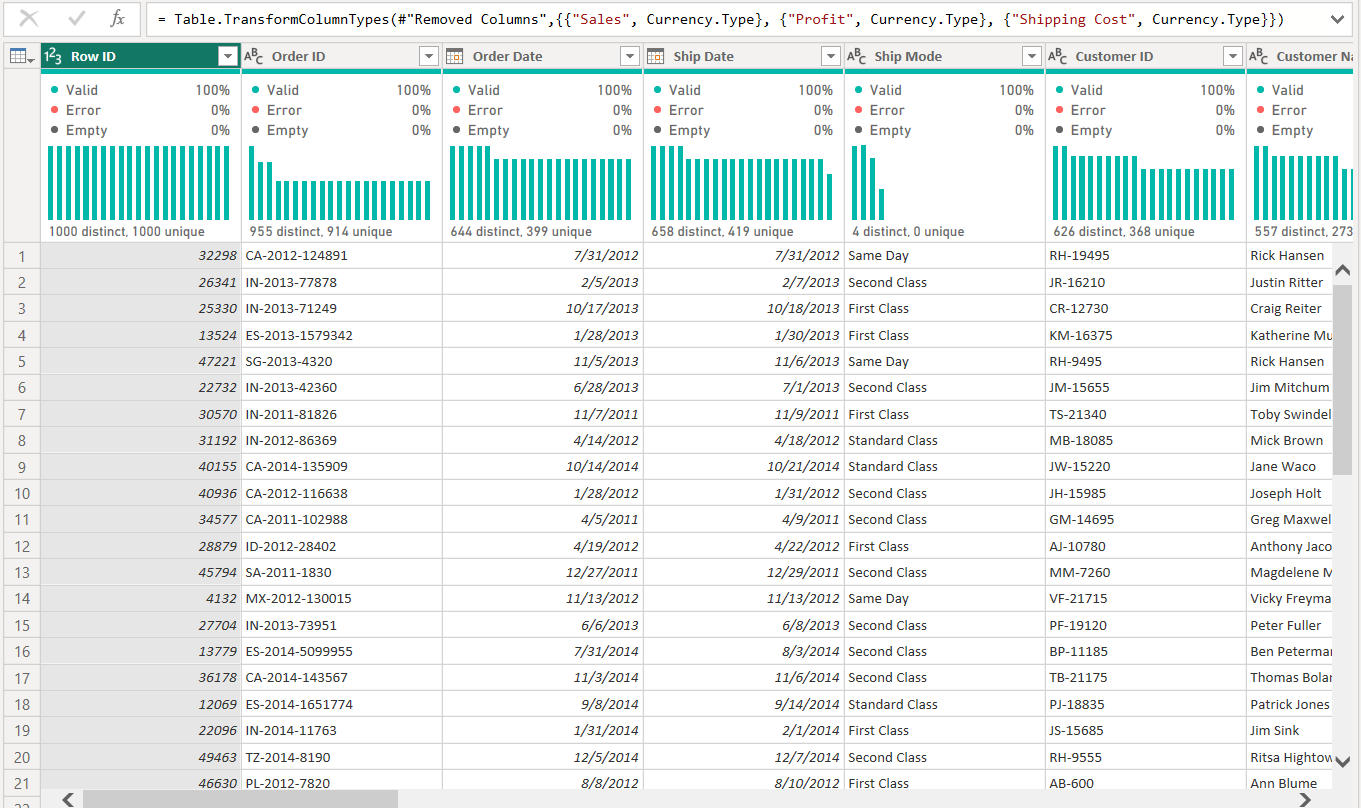 = Table.TransformColumnTypes(#"Removed Columns",{{"Sales", Currency.Type}, {"Profit", Currency.Type}, {"Shipping Cost", Currency.Type}})
1 2 3 Row ID A B C Order ID Order Date Ship Date A B C Ship Mode A B C Customer ID A B C Customer Na
Valid 100% Valid 100% Valid 100% Valid 100% Valid 100% Valid 100% Valid
Error 0% Error 0% Error 0% Error 0% Error 0% Error 0% Error
Empty 0% Empty 0% Empty 0% Empty 0% Empty 0% Empty 0% Empty
1000 distinct, 1000 unique 955 distinct, 914 unique 644 distinct, 399 unique 658 distinct, 419 unique 4 distinct, 0 unique 626 distinct, 368 unique 557 distinct, 273
1 32298 CA-2012-124891 7/31/2012 7/31/2012 Same Day RH-19495 Rick Hansen
2 26341 IN-2013-77878 2/5/2013 2/7/2013 Second Class JR-16210 Justin Ritter
3 25330 IN-2013-71249 10/17/2013 10/18/2013 First Class CR-12730 Craig Reiter
4 13524 ES-2013-1579342 1/28/2013 1/30/2013 First Class KM-16375 Katherine Mu
5 47221 SG-2013-4320 11/5/2013 11/6/2013 Same Day RH-9495 Rick Hansen
6 22732 IN-2013-42360 6/28/2013 7/1/2013 Second Class JM-15655 Jim Mitchum
7 30570 IN-2011-81826 11/7/2011 11/9/2011 First Class TS-21340 Toby Swindel
8 31192 IN-2012-86369 4/14/2012 4/18/2012 Standard Class MB-18085 Mick Brown
9 40155 CA-2014-135909 10/14/2014 10/21/2014 Standard Class JW-15220 Jane Waco
10 40936 CA-2012-116638 1/28/2012 1/31/2012 Second Class JH-15985 Joseph Holt
11 34577 CA-2011-102988 4/5/2011 4/9/2011 Second Class GM-14695 Greg Maxwel
12 28879 ID-2012-28402 4/19/2012 4/22/2012 First Class AJ-10780 Anthony Jaco
13 45794 SA-2011-1830 12/27/2011 12/29/2011 Second Class MM-7260 Magdelene M
14 4132 MX-2012-130015 11/13/2012 11/13/2012 Same Day VF-21715 Vicky Freyma
15 27704 IN-2013-73951 6/6/2013 6/8/2013 Second Class PF-19120 Peter Fuller
16 13779 ES-2014-5099955 7/31/2014 8/3/2014 Second Class BP-11185 Ben Peterman
17 36178 CA-2014-143567 11/3/2014 11/6/2014 Second Class TB-21175 Thomas Bolan
18 12069 ES-2014-1651774 9/8/2014 9/14/2014 Standard Class PJ-18835 Patrick Jones
19 22096 IN-2014-11763 1/31/2014 2/1/2014 First Class JS-15685 Jim Sink
20 49463 TZ-2014-8190 12/5/2014 12/7/2014 Second Class RH-9555 Ritsa Hightow
21 46630 PL-2012-7820 8/8/2012 8/10/2012 First Class AB-600 Ann Blume
22